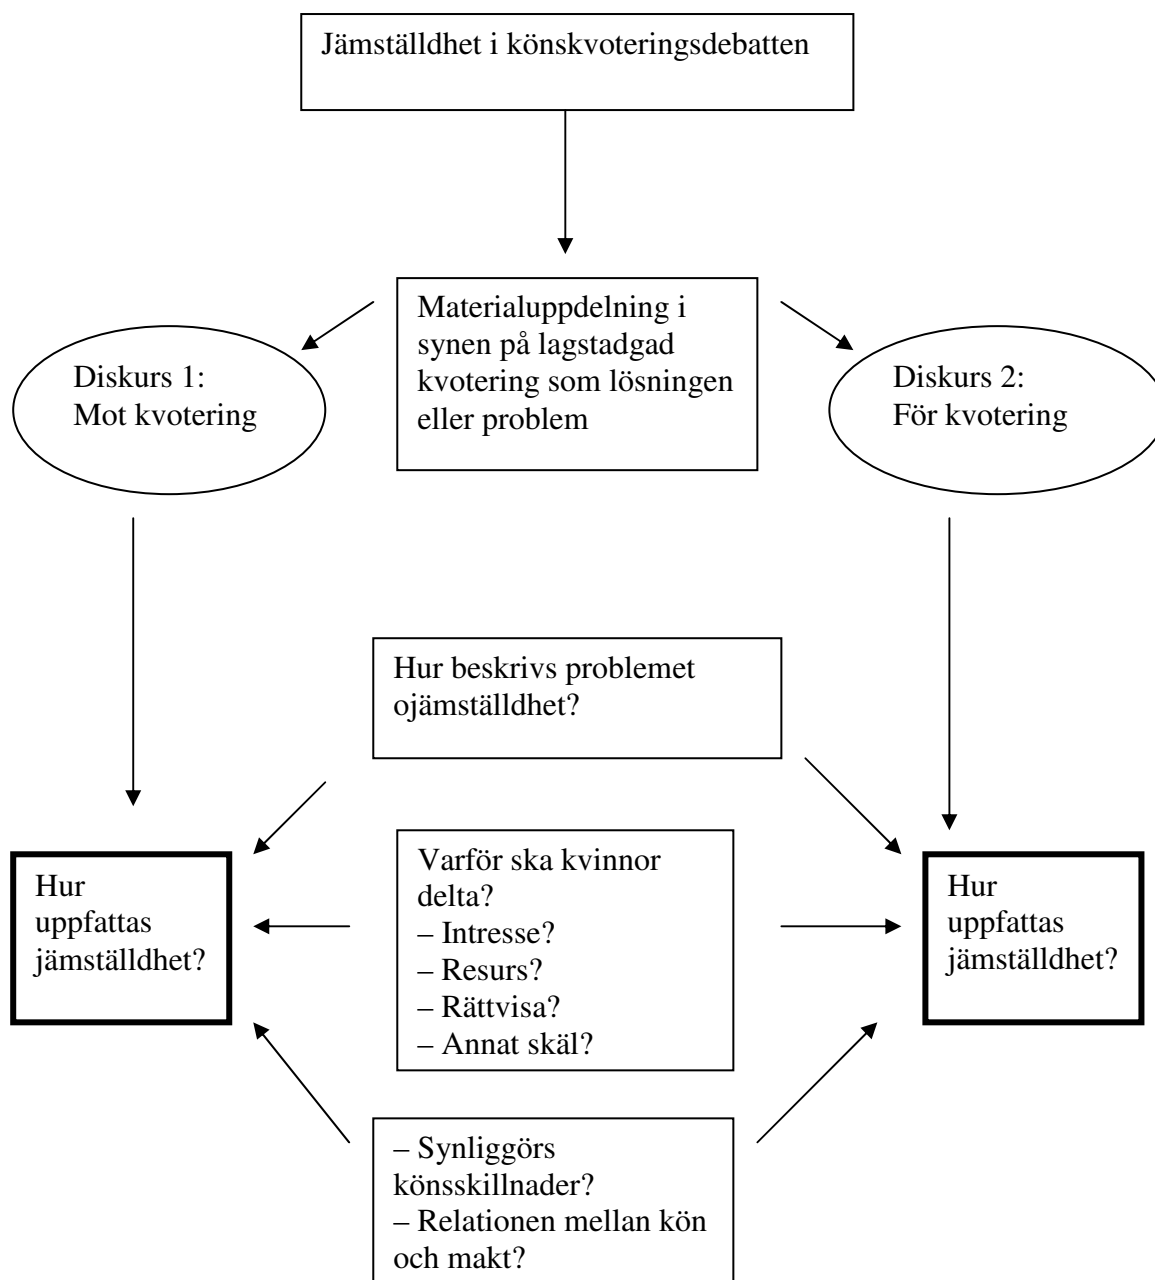 Jämställdhet i könskvoteringsdebatten
Materialuppdelning i
synen på lagstadgad
kvotering som lösningen
eller problem
Diskurs 1:
Mot kvotering
Diskurs 2:
För kvotering
Hur beskrivs problemet
ojämställdhet?
Hur
uppfattas
jämställdhet?
Varför ska kvinnor
delta?
– Intresse?
– Resurs?
– Rättvisa?
– Annat skäl?
Hur
uppfattas
jämställdhet?
– Synliggörs
könsskillnader?
– Relationen mellan kön
och makt?